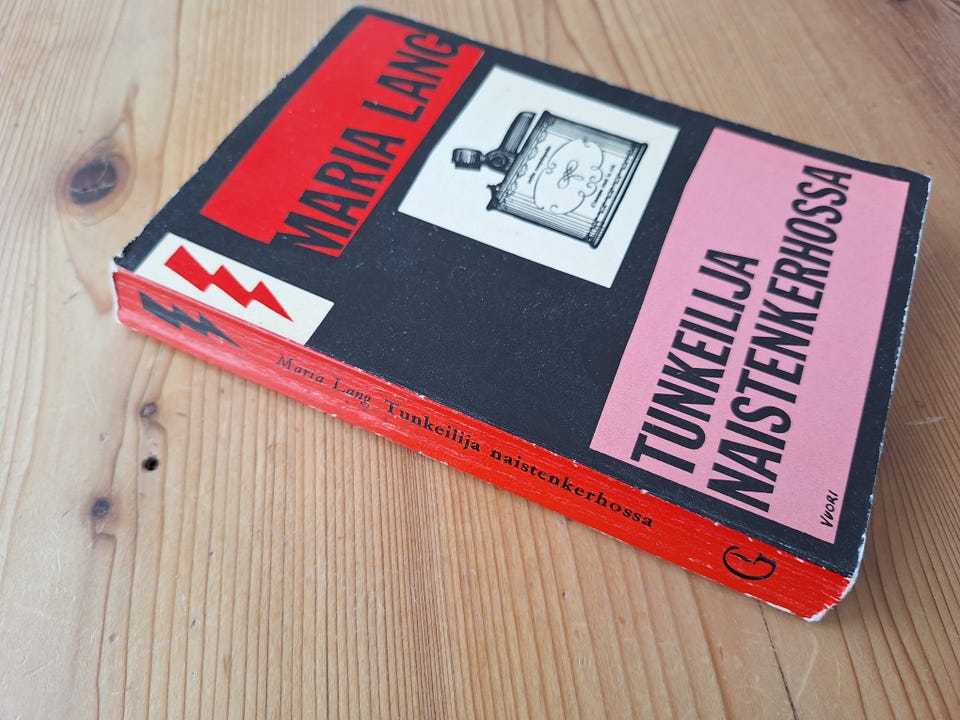 MARIA LANG
TUNKEILIJA
NAISTENKERHOSSA
VUORI
Maria Lang Tunkeilija naistenkerhossa
G